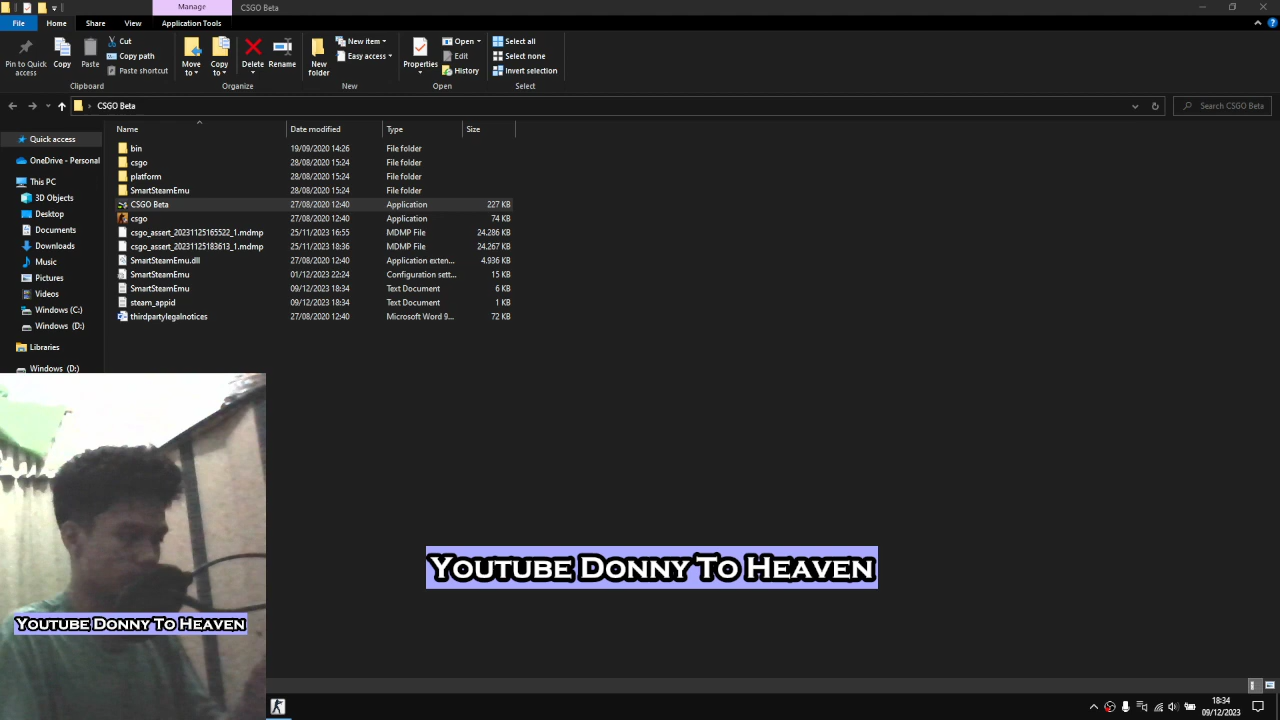 Manage
CSGO Beta
File
Home
Share
View
Application Tools
Pin to Quick access
Copy
Paste
Cut
Copy path
Paste shortcut
Clipboard
Move to
Copy to
Delete
Rename
Organize
New folder
New item
Easy access
New
Properties
Open
Edit
History
Open
Select all
Select none
Invert selection
Select
CSGO Beta
Search CSGO Beta
Name Date modified Type Size
bin 19/09/2020 14:26 File folder
csgo 28/08/2020 15:24 File folder
platform 28/08/2020 15:24 File folder
SmartSteamEmu 28/08/2020 15:24 File folder
CSGO Beta 27/08/2020 12:40 Application 227 KB
csgo 27/08/2020 12:40 Application 74 KB
csgo_assert_20231125165522_1.mdmp 25/11/2023 16:55 MDMP File 24.286 KB
csgo_assert_20231125183613_1.mdmp 25/11/2023 18:36 MDMP File 24.267 KB
SmartSteamEmu.dll 27/08/2020 12:40 Application exten... 4.936 KB
SmartSteamEmu 01/12/2023 22:24 Configuration sett... 15 KB
SmartSteamEmu 09/12/2023 18:34 Text Document 6 KB
steam_appid 09/12/2023 18:34 Text Document 1 KB
thirdpartylegalnotices 27/08/2020 12:40 Microsoft Word 9... 72 KB
Quick access
OneDrive - Personal
This PC
3D Objects
Desktop
Documents
Downloads
Music
Pictures
Videos
Windows (C:)
Windows (D:)
Libraries
Windows (D:)
Youtube Donny To Heaven
Youtube Donny To Heaven
18:34
09/12/2023